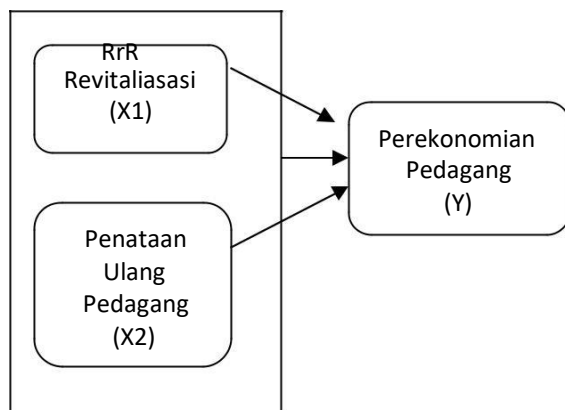 RrR
Revitaliasasi
(X1)
Perekonomian
Pedagang
(Y)
Penataan
Ulang
Pedagang
(X2)